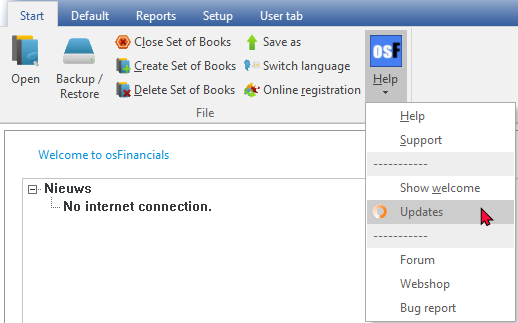 Start Default Reports Setup User tab
Open
Backup /
Restore
Close Set of Books
Create Set of Books
Delete Set of Books
Save as
Switch language
Online registration
osF
Help
File
Help
Support
-----------
Show welcome
Updates
-----------
Forum
Webshop
Bug report
Welcome to osFinancials
Nieuws
No internet connection.